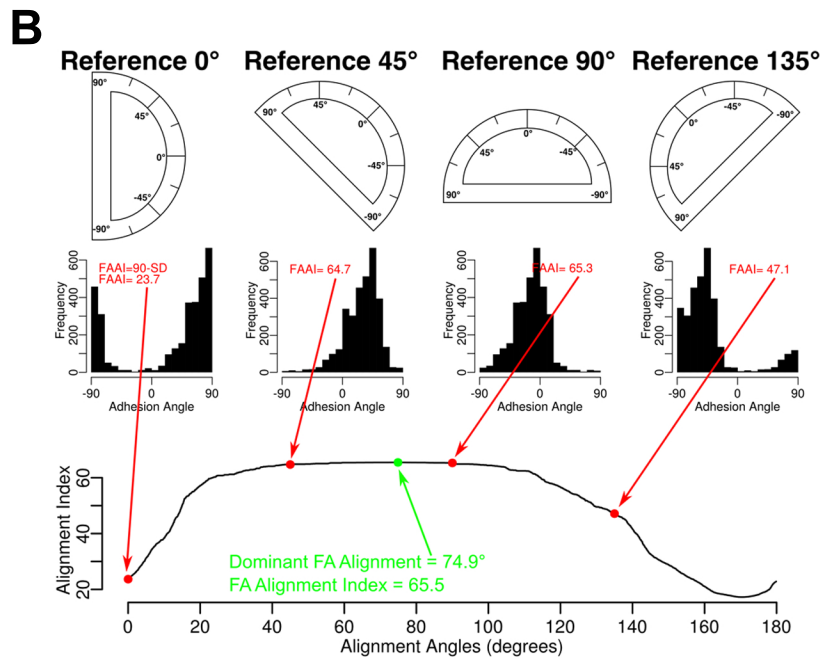 B
Reference 0°
Reference 45°
Reference 90°
Reference 135°
90°
45°
0°
-45°
-90°
90°
45°
0°
-45°
-90°
90°
45°
0°
-45°
-90°
90°
45°
0°
-45°
-90°
Frequency
0 200 400 600
FAAI=90-SD
FAAI= 23.7
-90 0 90
Adhesion Angle
Frequency
0 200 400 600
FAAI= 64.7
-90 0 90
Adhesion Angle
Frequency
0 200 400 600
FAAI= 65.3
-90 0 90
Adhesion Angle
Frequency
0 200 400 600
FAAI= 47.1
-90 0 90
Adhesion Angle
Alignment Index
20 40 60
Dominant FA Alignment = 74.9°
FA Alignment Index = 65.5
0 20 40 60 80 100 120 140 160 180
Alignment Angles (degrees)